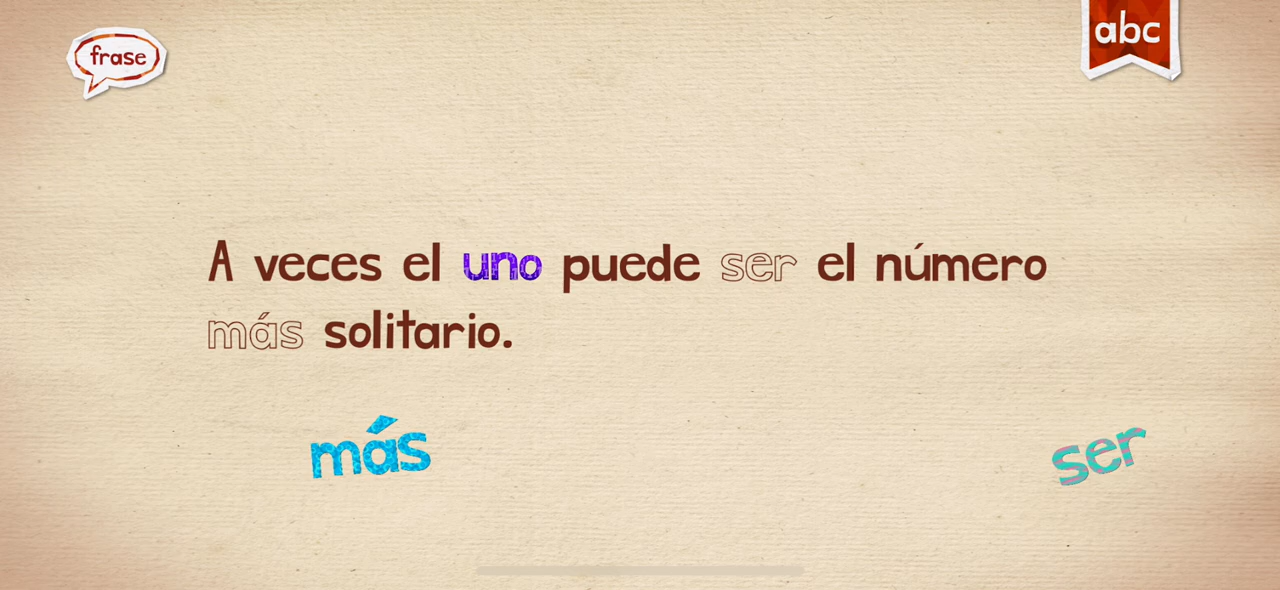 frase
abc
A veces el uno puede ser el número
más solitario.
más
ser